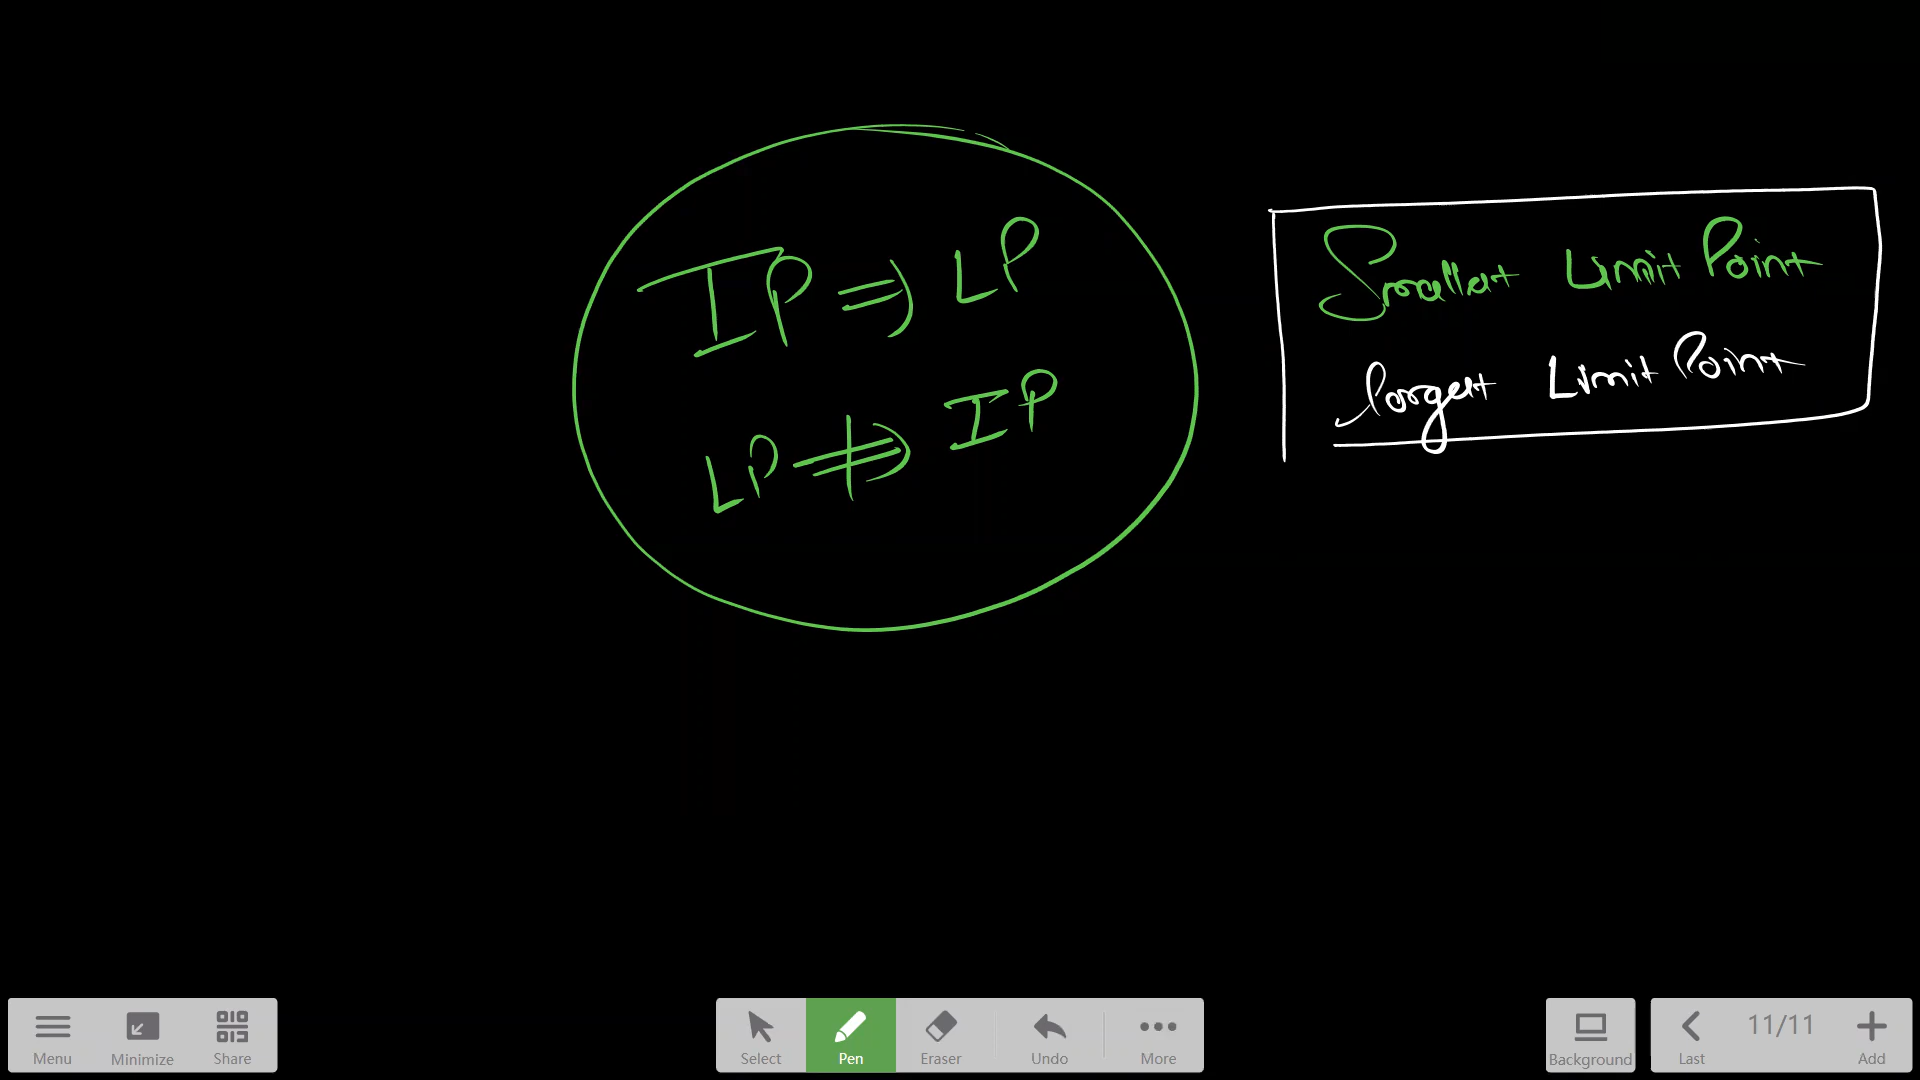 IP ⇒ LP
LP ⇏ IP
Smallest Limit Point
largest Limit Point
Menu
Minimize
Share
Select
Pen
Eraser
Undo
More
Background
Last
11/11
Add